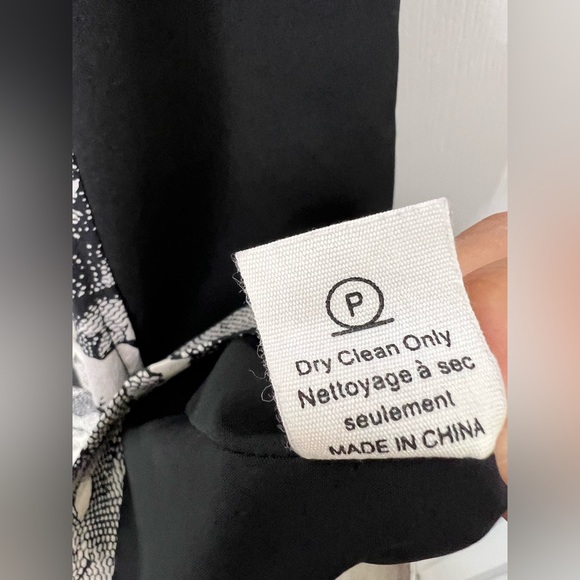 P
Dry Clean Only
Nettoyage à sec
seulement
MADE IN CHINA